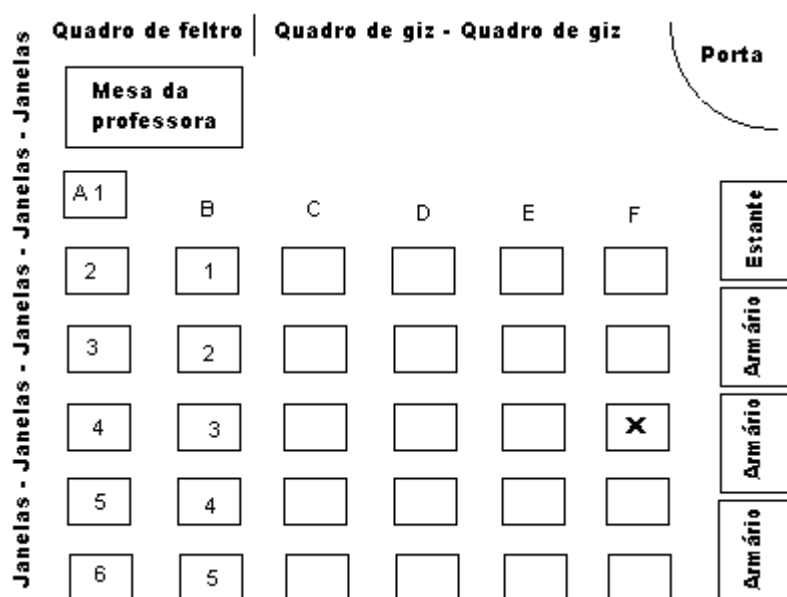 Quadro de feltro
Quadro de giz - Quadro de giz
Porta
Janelas - Janelas - Janelas - Janelas - Janelas
Mesa da
professora
A 1
B
C
D
E
F
Estante
2
1
3
2
Armário
4
3
X
Armário
5
4
Armário
6
5